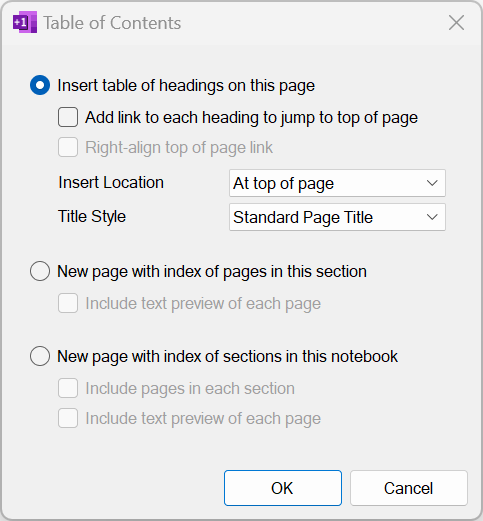 +1 Table of Contents
Insert table of headings on this page
Add link to each heading to jump to top of page
Right-align top of page link
Insert Location At top of page
Title Style Standard Page Title
New page with index of pages in this section
Include text preview of each page
New page with index of sections in this notebook
Include pages in each section
Include text preview of each page
OK Cancel